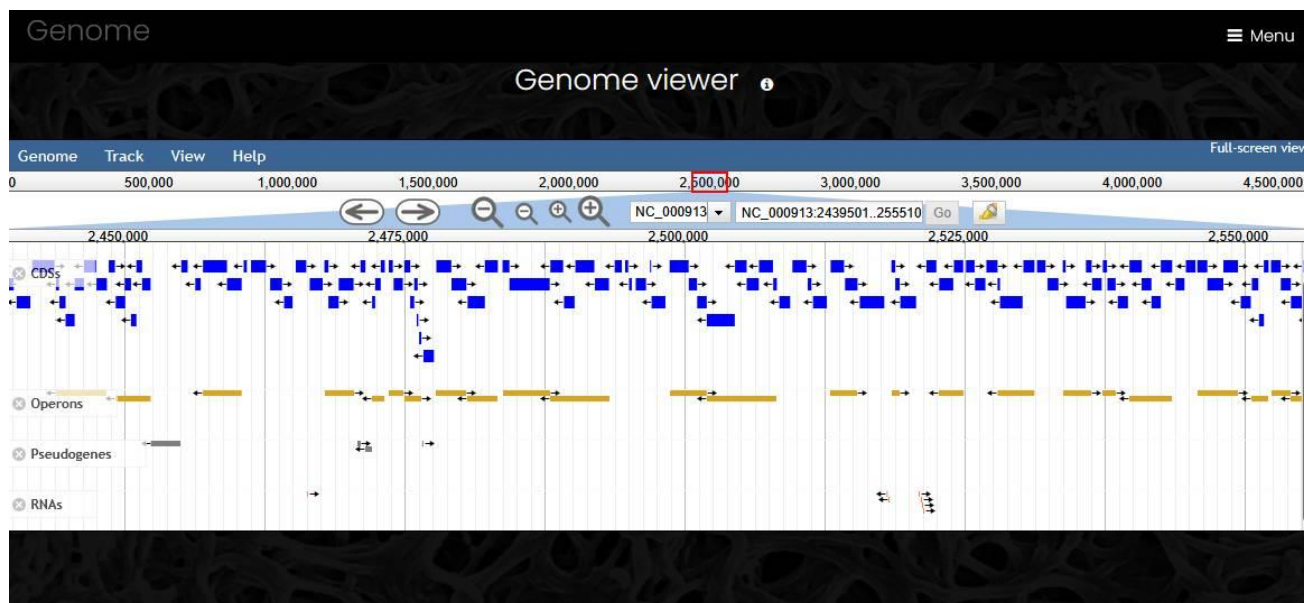 Genome
Menu
Genome viewer
Genome Track View Help Full-screen view
0 500,000 1,000,000 1,500,000 2,000,000 2,500,000 3,000,000 3,500,000 4,000,000 4,500,000
NC_000913 NC_000913:2439501..255510 Go
2,450,000 2,475,000 2,500,000 2,525,000 2,550,000
CDSs
Operons
Pseudogenes
RNAs